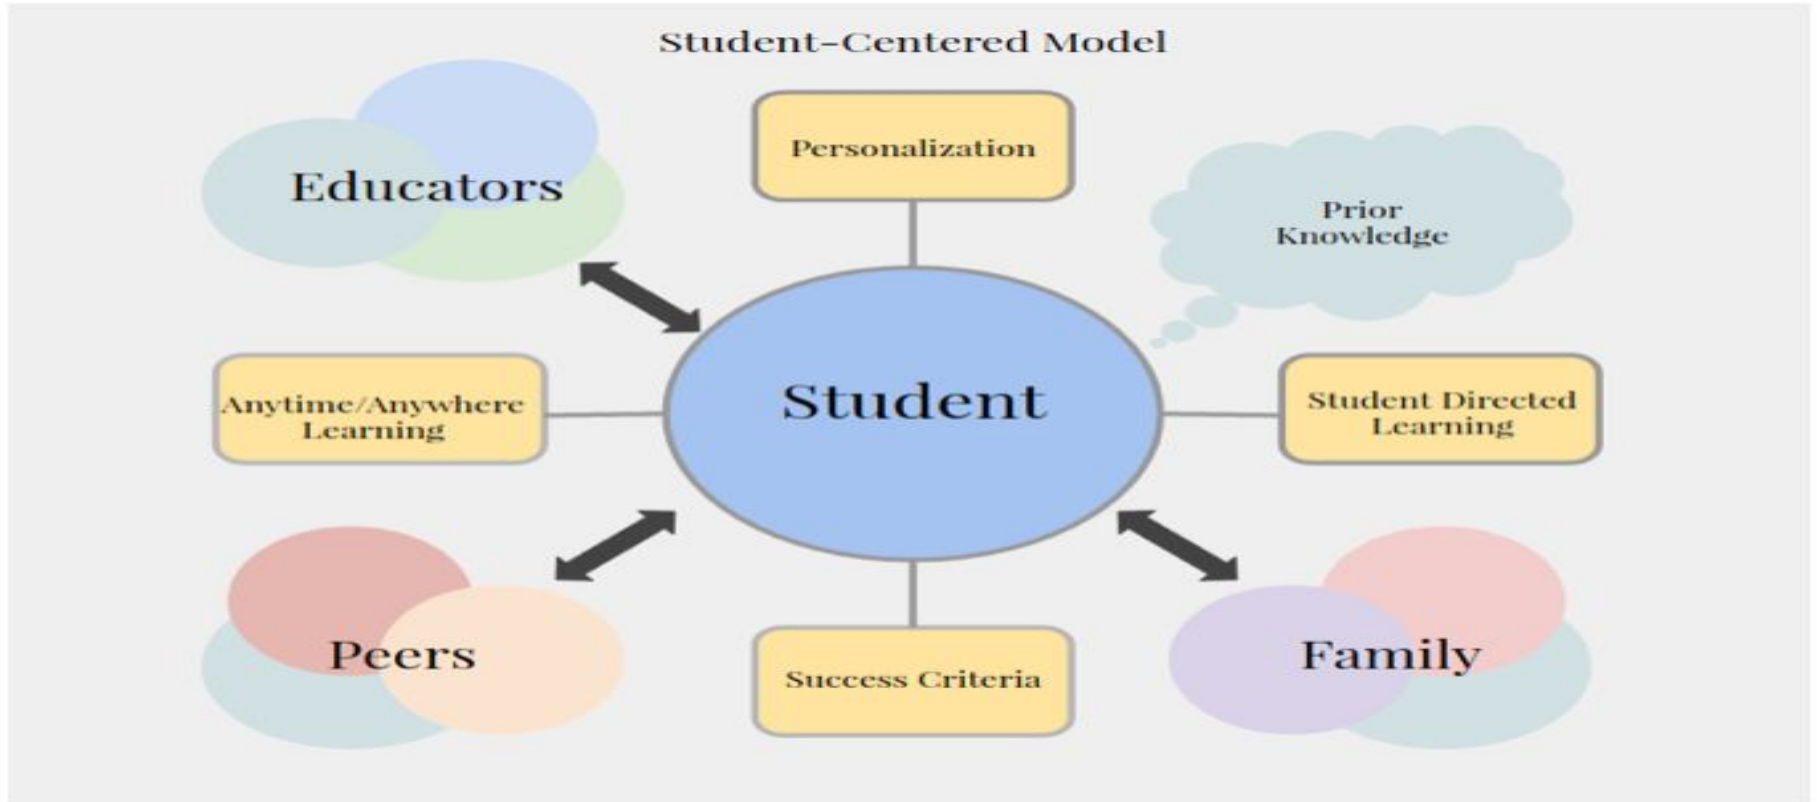 Student-Centered Model
Personalization
Educators
Prior
Knowledge
Student
Anytime/Anywhere
Learning
Student Directed
Learning
Peers
Success Criteria
Family